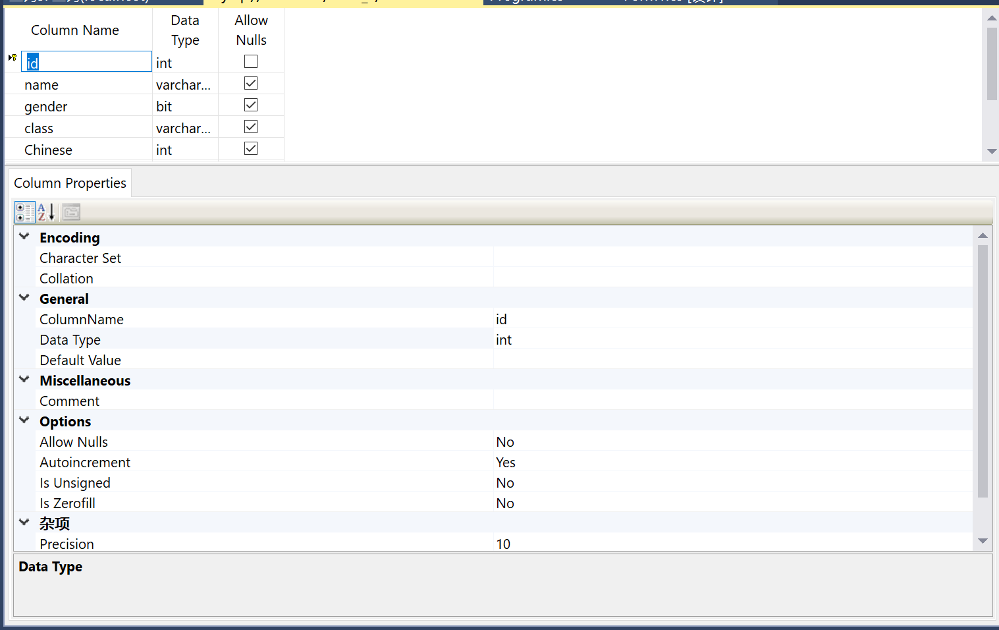 Column Name Data Type Allow Nulls
id int
name varchar...
gender bit
class varchar...
Chinese int
Column Properties
Encoding
Character Set
Collation
General
ColumnName id
Data Type int
Default Value
Miscellaneous
Comment
Options
Allow Nulls No
Autoincrement Yes
Is Unsigned No
Is Zerofill No
杂项
Precision 10
Data Type